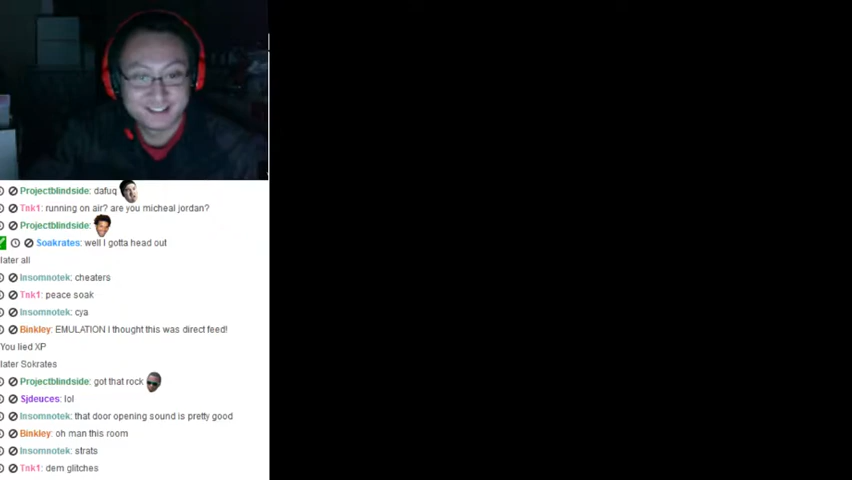 Projectblindside: dafuq
Tnk1: running on air? are you micheal jordan?
Projectblindside:
Soakrates: well I gotta head out
later all
Insomnotek: cheaters
Tnk1: peace soak
Insomnotek: cya
Binkley: EMULATION I thought this was direct feed!
You lied XP
later Sokrates
Projectblindside: got that rock
Sjdeuces: lol
Insomnotek: that door opening sound is pretty good
Binkley: oh man this room
Insomnotek: strats
Tnk1: dem glitches